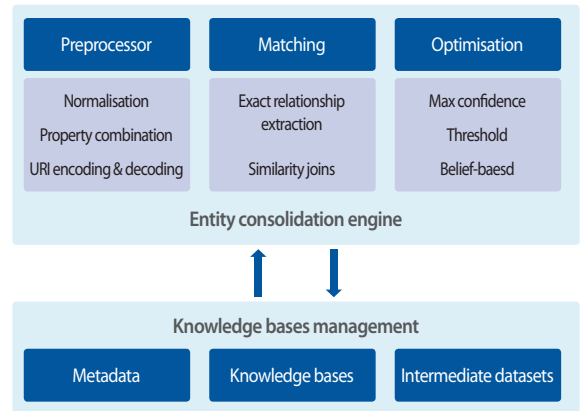 Preprocessor
Matching
Optimisation
Normalisation
Property combination
URI encoding & decoding
Exact relationship
extraction
Similarity joins
Max confidence
Threshold
Belief-baesd
Entity consolidation engine
Knowledge bases management
Metadata
Knowledge bases
Intermediate datasets